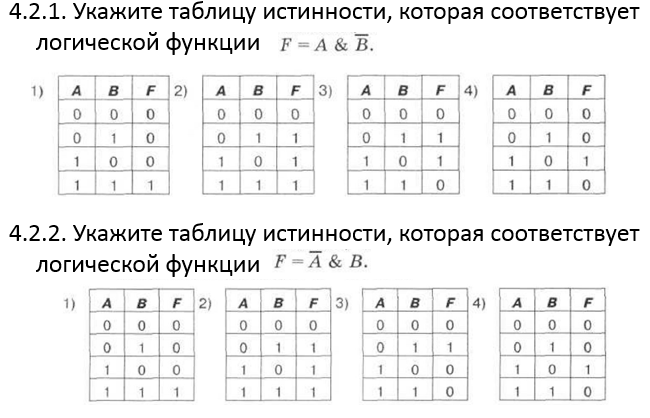 4.2.1. Укажите таблицу истинности, которая соответствует
логической функции F = A & B̅.
1) A B F 2) A B F 3) A B F 4) A B F
0 0 0 0 0 0 0 0 0 0 0 0
0 1 0 0 1 1 0 1 1 0 1 0
1 0 0 1 0 1 1 0 1 1 0 1
1 1 1 1 1 1 1 1 0 1 1 0
4.2.2. Укажите таблицу истинности, которая соответствует
логической функции F = A̅ & B.
1) A B F 2) A B F 3) A B F 4) A B F
0 0 0 0 0 0 0 0 0 0 0 0
0 1 0 0 1 1 0 1 1 0 1 0
1 0 0 1 0 1 1 0 0 1 0 1
1 1 1 1 1 1 1 1 0 1 1 0